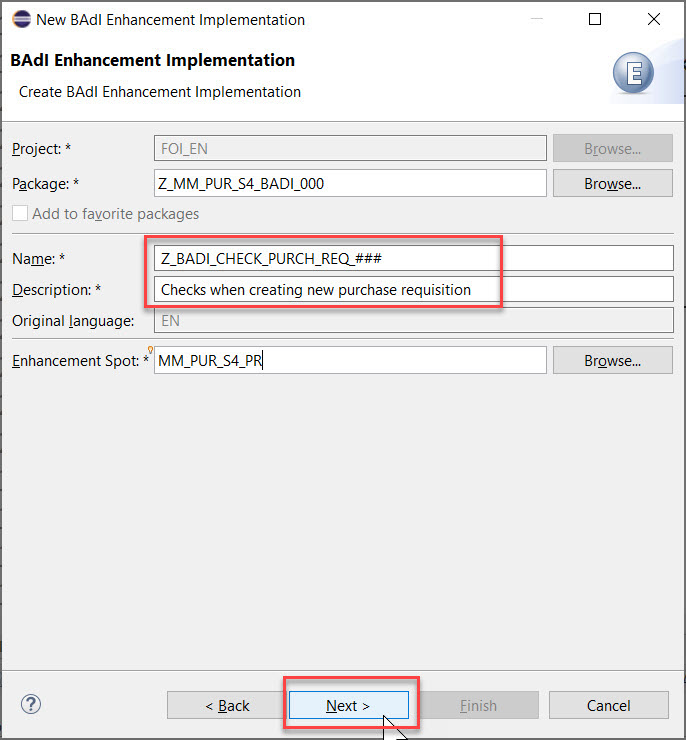 New BAdI Enhancement Implementation
BAdI Enhancement Implementation
Create BAdI Enhancement Implementation
E
Project: * FOI_EN Browse...
Package: * Z_MM_PUR_S4_BADI_000 Browse...
Add to favorite packages
Name: * Z_BADI_CHECK_PURCH_REQ_###
Description: * Checks when creating new purchase requisition
Original language: EN
Enhancement Spot: * MM_PUR_S4_PR Browse...
? < Back Next > Finish Cancel